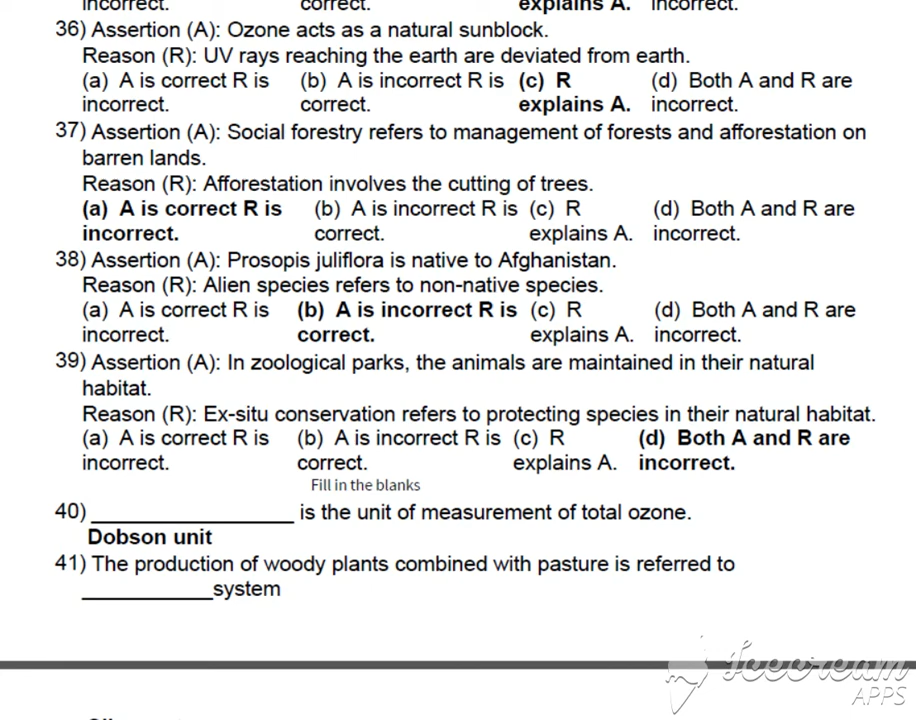 incorrect. correct. explains A. incorrect.
36) Assertion (A): Ozone acts as a natural sunblock.
Reason (R): UV rays reaching the earth are deviated from earth.
(a) A is correct R is (b) A is incorrect R is (c) R (d) Both A and R are
incorrect. correct. explains A. incorrect.
37) Assertion (A): Social forestry refers to management of forests and afforestation on
barren lands.
Reason (R): Afforestation involves the cutting of trees.
(a) A is correct R is (b) A is incorrect R is (c) R (d) Both A and R are
incorrect. correct. explains A. incorrect.
38) Assertion (A): Prosopis juliflora is native to Afghanistan.
Reason (R): Alien species refers to non-native species.
(a) A is correct R is (b) A is incorrect R is (c) R (d) Both A and R are
incorrect. correct. explains A. incorrect.
39) Assertion (A): In zoological parks, the animals are maintained in their natural
habitat.
Reason (R): Ex-situ conservation refers to protecting species in their natural habitat.
(a) A is correct R is (b) A is incorrect R is (c) R (d) Both A and R are
incorrect. correct. explains A. incorrect.
Fill in the blanks
40) _________________ is the unit of measurement of total ozone.
Dobson unit
41) The production of woody plants combined with pasture is referred to
___________system
Icecream
APPS